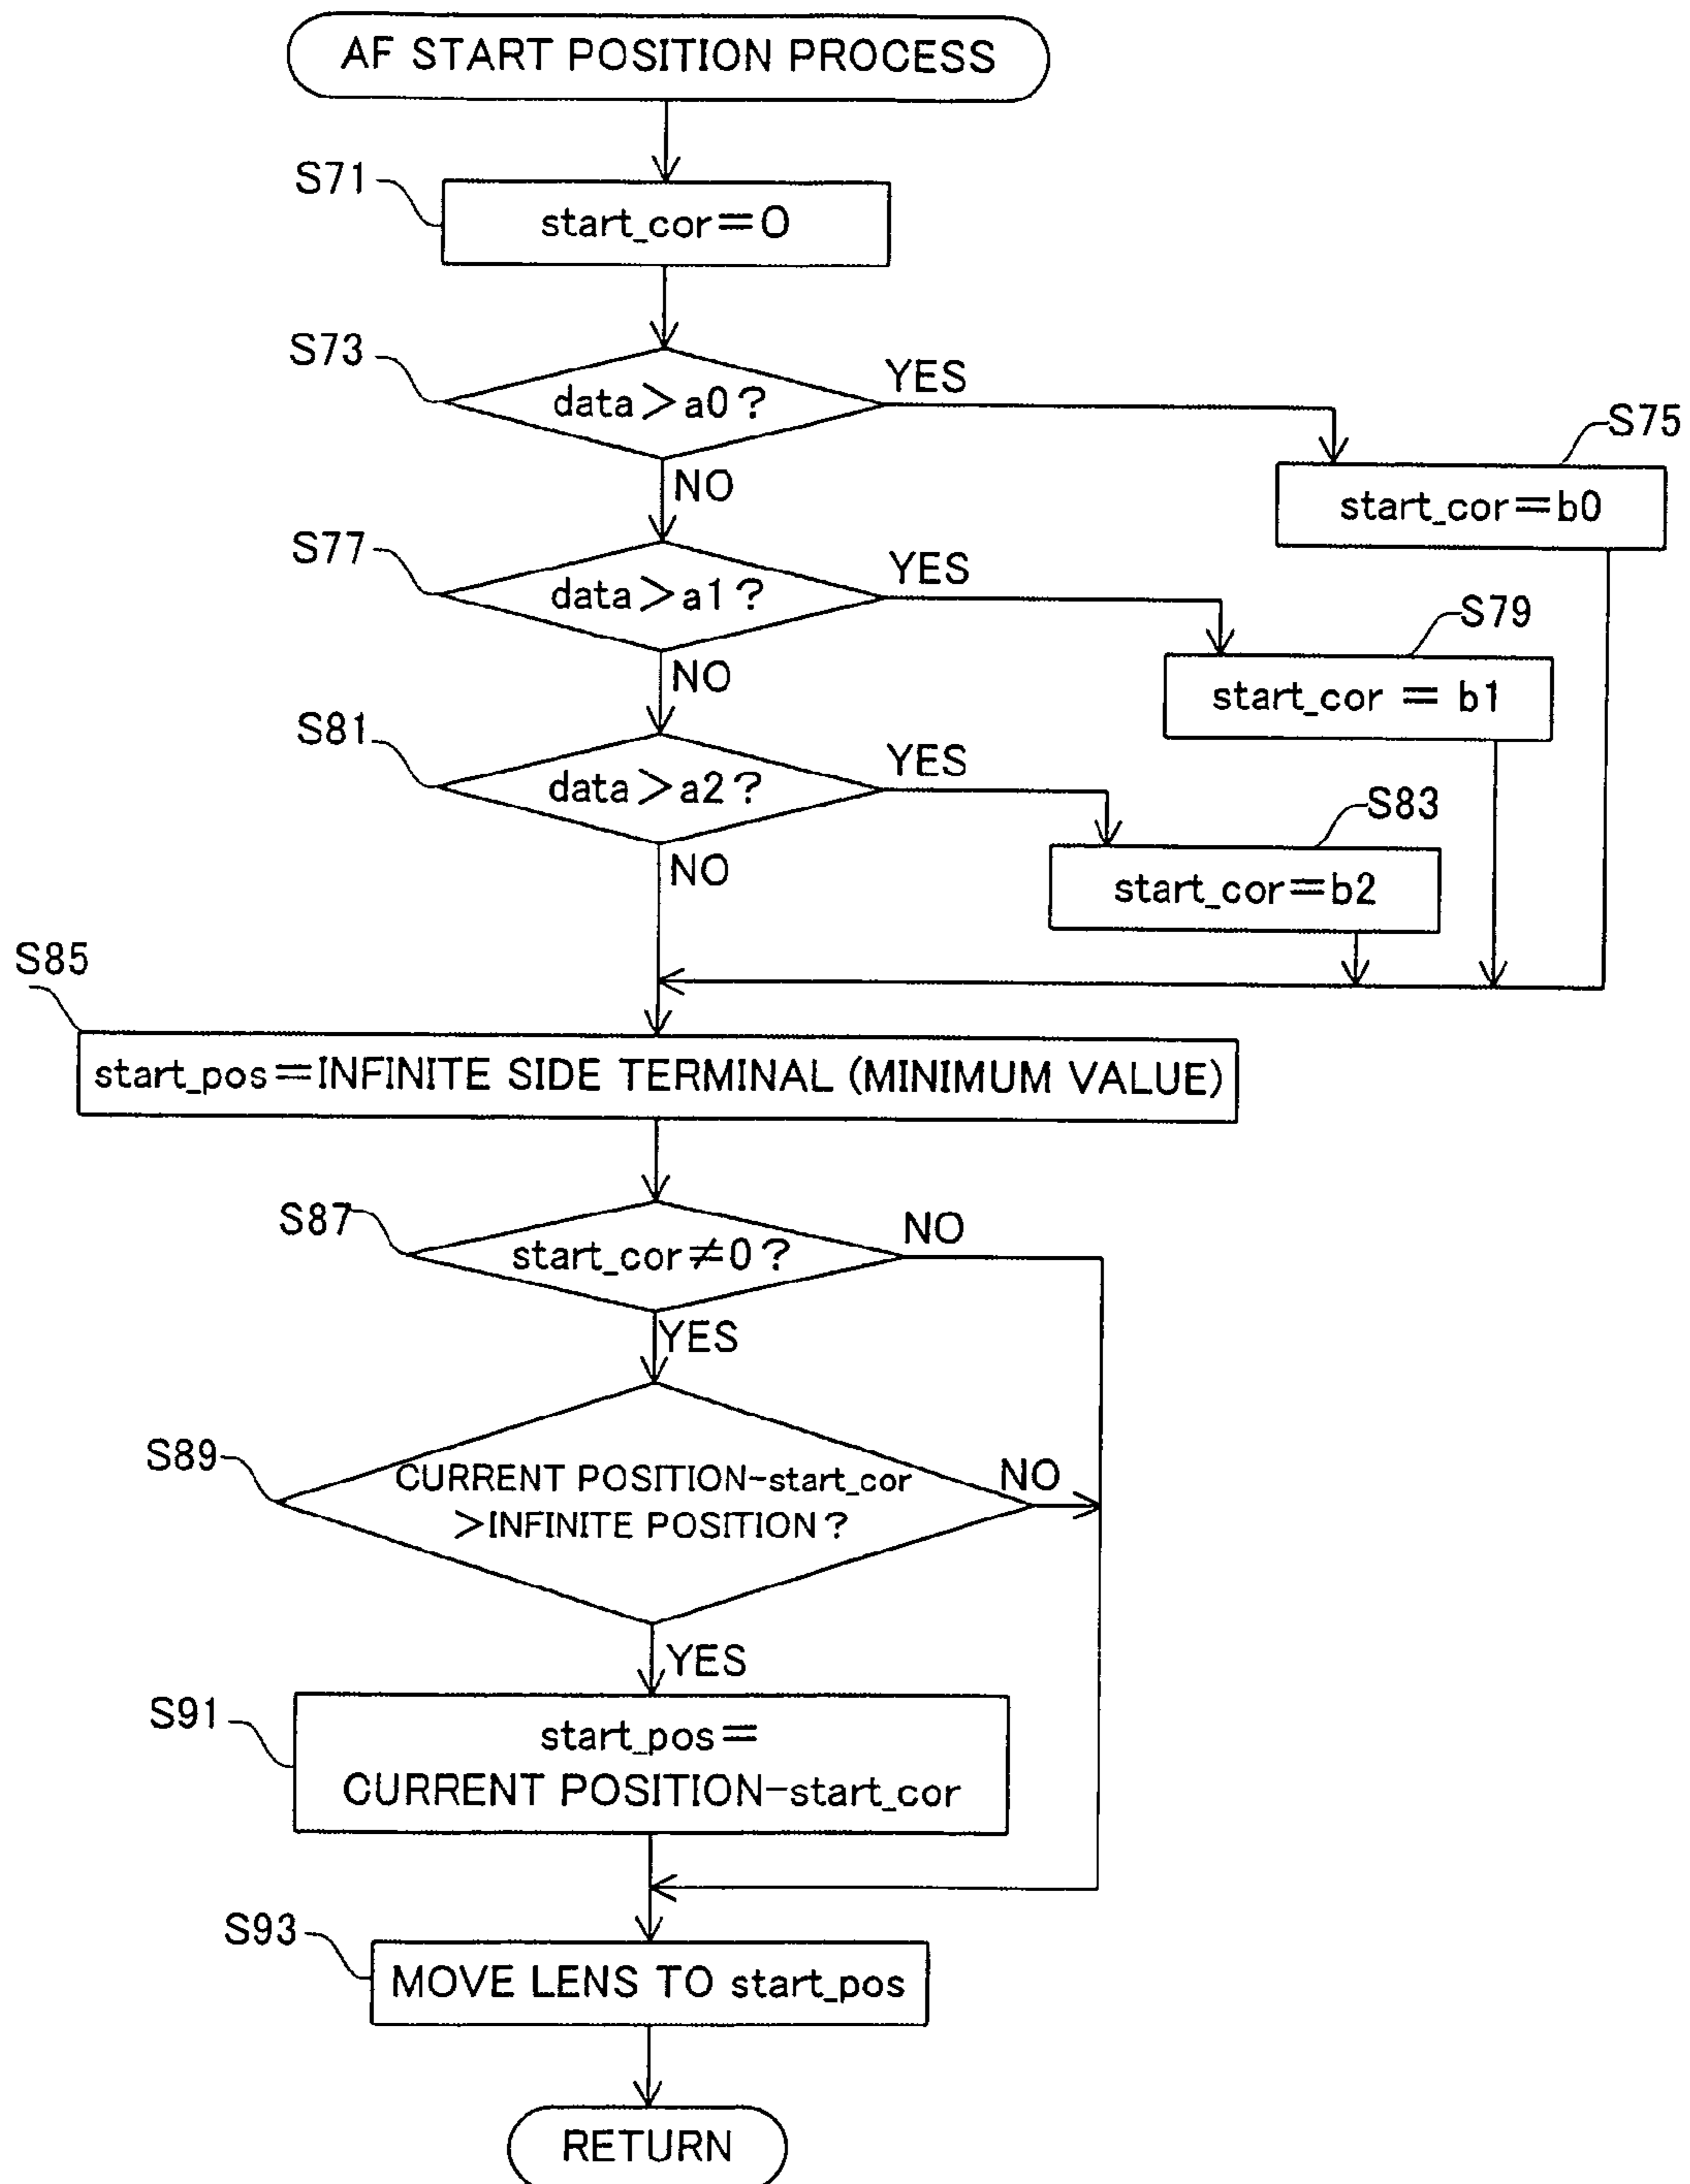 AF START POSITION PROCESS
S71
start_cor=0
S73
data>a0?
YES
S75
start_cor=b0
NO
S77
data>a1?
YES
S79
start_cor = b1
NO
S81
data>a2?
YES
S83
start_cor=b2
NO
S85
start_pos=INFINITE SIDE TERMINAL (MINIMUM VALUE)
S87
start_cor≠0?
NO
YES
S89
CURRENT POSITION-start_cor
>INFINITE POSITION?
NO
YES
S91
start_pos=
CURRENT POSITION-start_cor
S93
MOVE LENS TO start_pos
RETURN